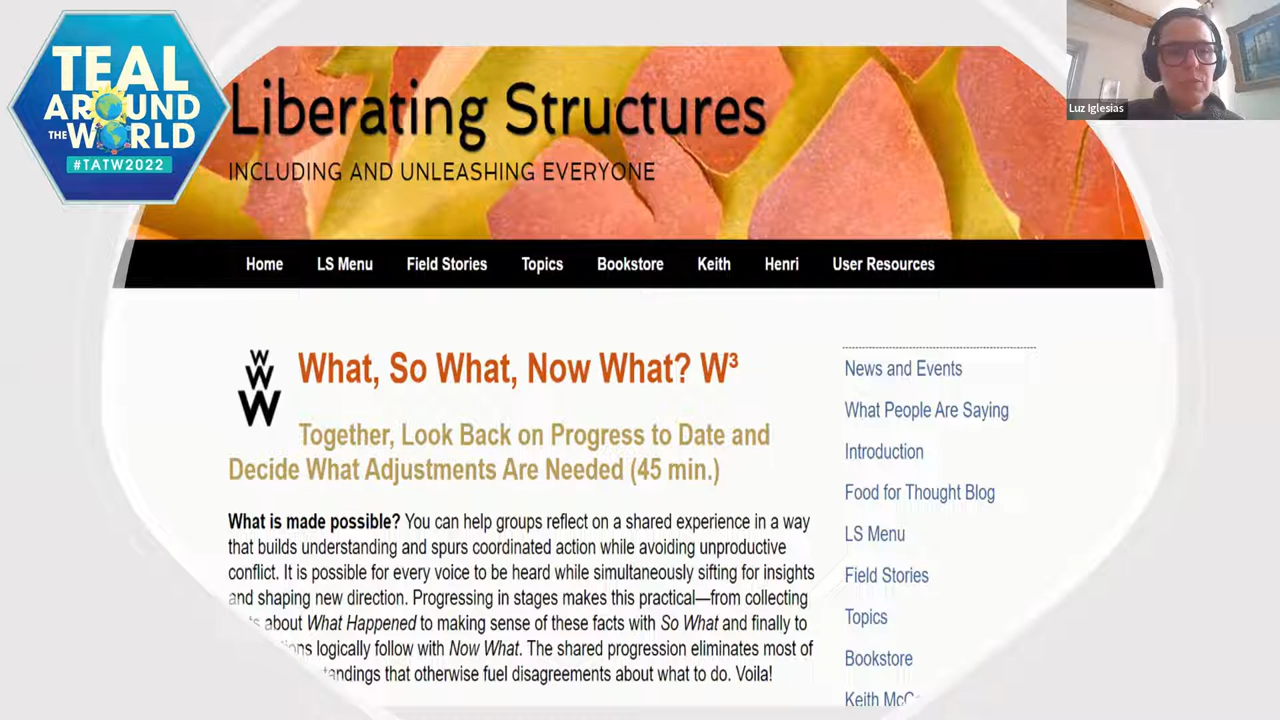 TEAL
AROUND
THE WORLD
#TATW2022
Luz Iglesias
Liberating Structures
INCLUDING AND UNLEASHING EVERYONE
Home LS Menu Field Stories Topics Bookstore Keith Henri User Resources
W
W
W
What, So What, Now What? W³
Together, Look Back on Progress to Date and
Decide What Adjustments Are Needed (45 min.)
What is made possible? You can help groups reflect on a shared experience in a way
that builds understanding and spurs coordinated action while avoiding unproductive
conflict. It is possible for every voice to be heard while simultaneously sifting for insights
and shaping new direction. Progressing in stages makes this practical—from collecting
about What Happened to making sense of these facts with So What and finally to
logically follow with Now What. The shared progression eliminates most of
that otherwise fuel disagreements about what to do. Voila!
News and Events
What People Are Saying
Introduction
Food for Thought Blog
LS Menu
Field Stories
Topics
Bookstore
Keith